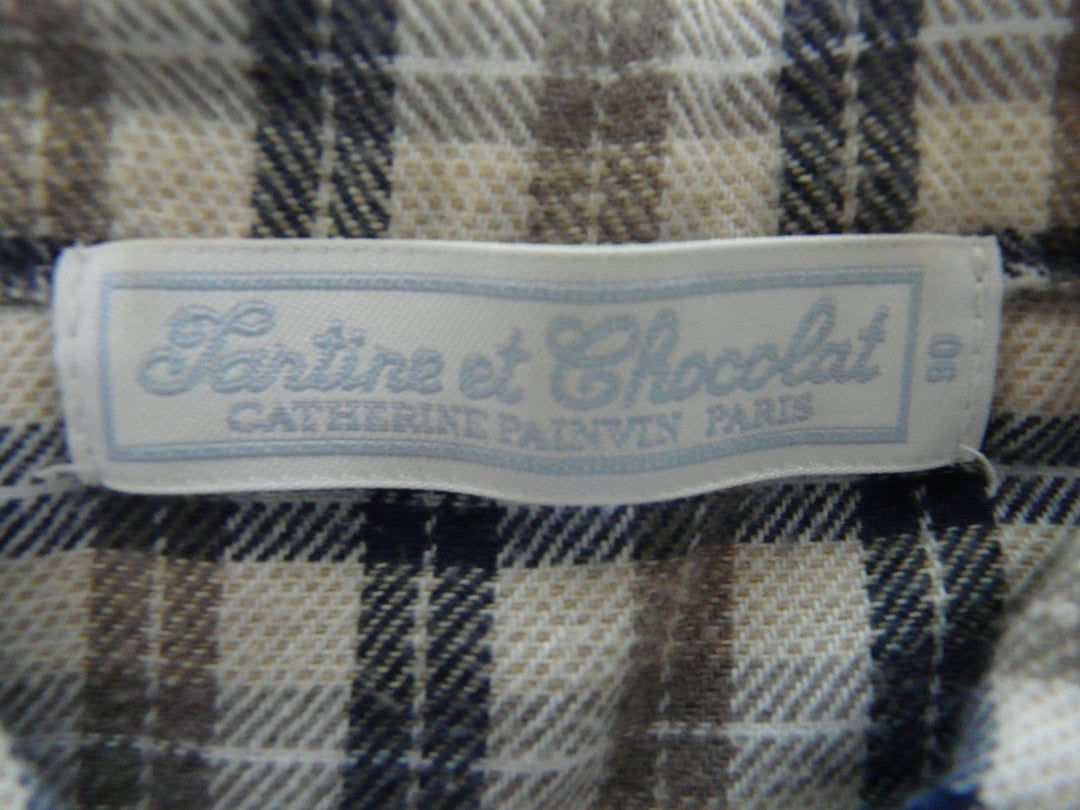 Tartine et Chocolat
CATHERINE PAINVIN PARIS
90